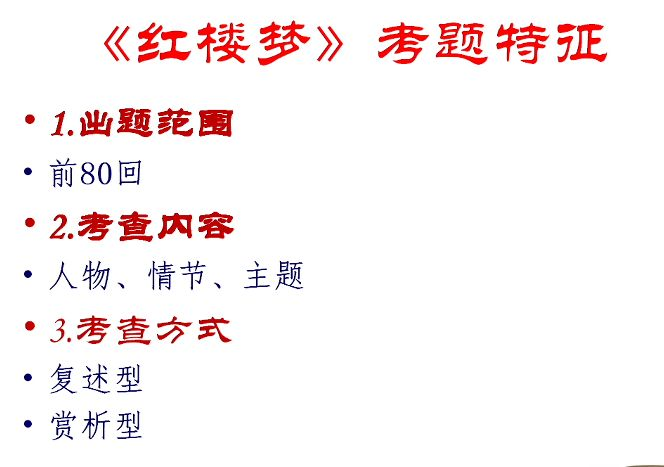 《红楼梦》考题特征
• 1.出题范围
• 前80回
• 2.考查内容
• 人物、情节、主题
• 3.考查方式
• 复述型
• 赏析型